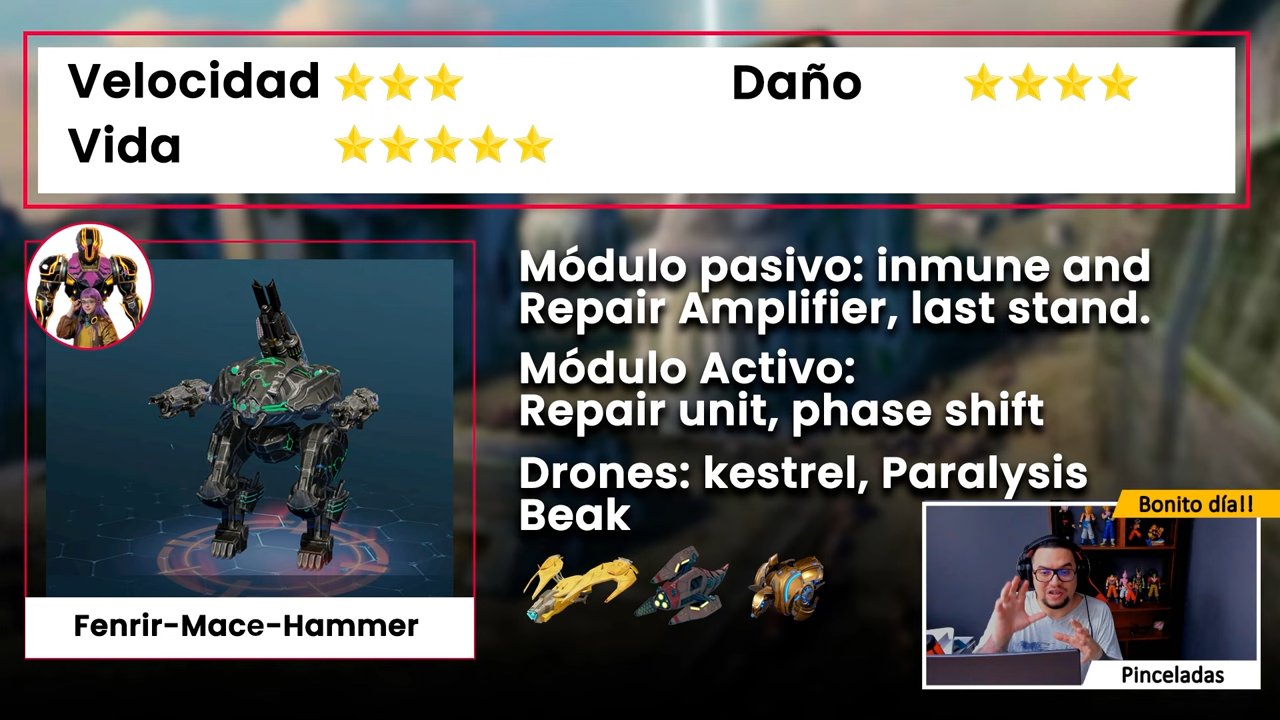 Velocidad
Daño
Vida
Módulo pasivo: inmune and
Repair Amplifier, last stand.
Módulo Activo:
Repair unit, phase shift
Drones: kestrel, Paralysis
Beak
Fenrir-Mace-Hammer
Bonito día!!
Pinceladas